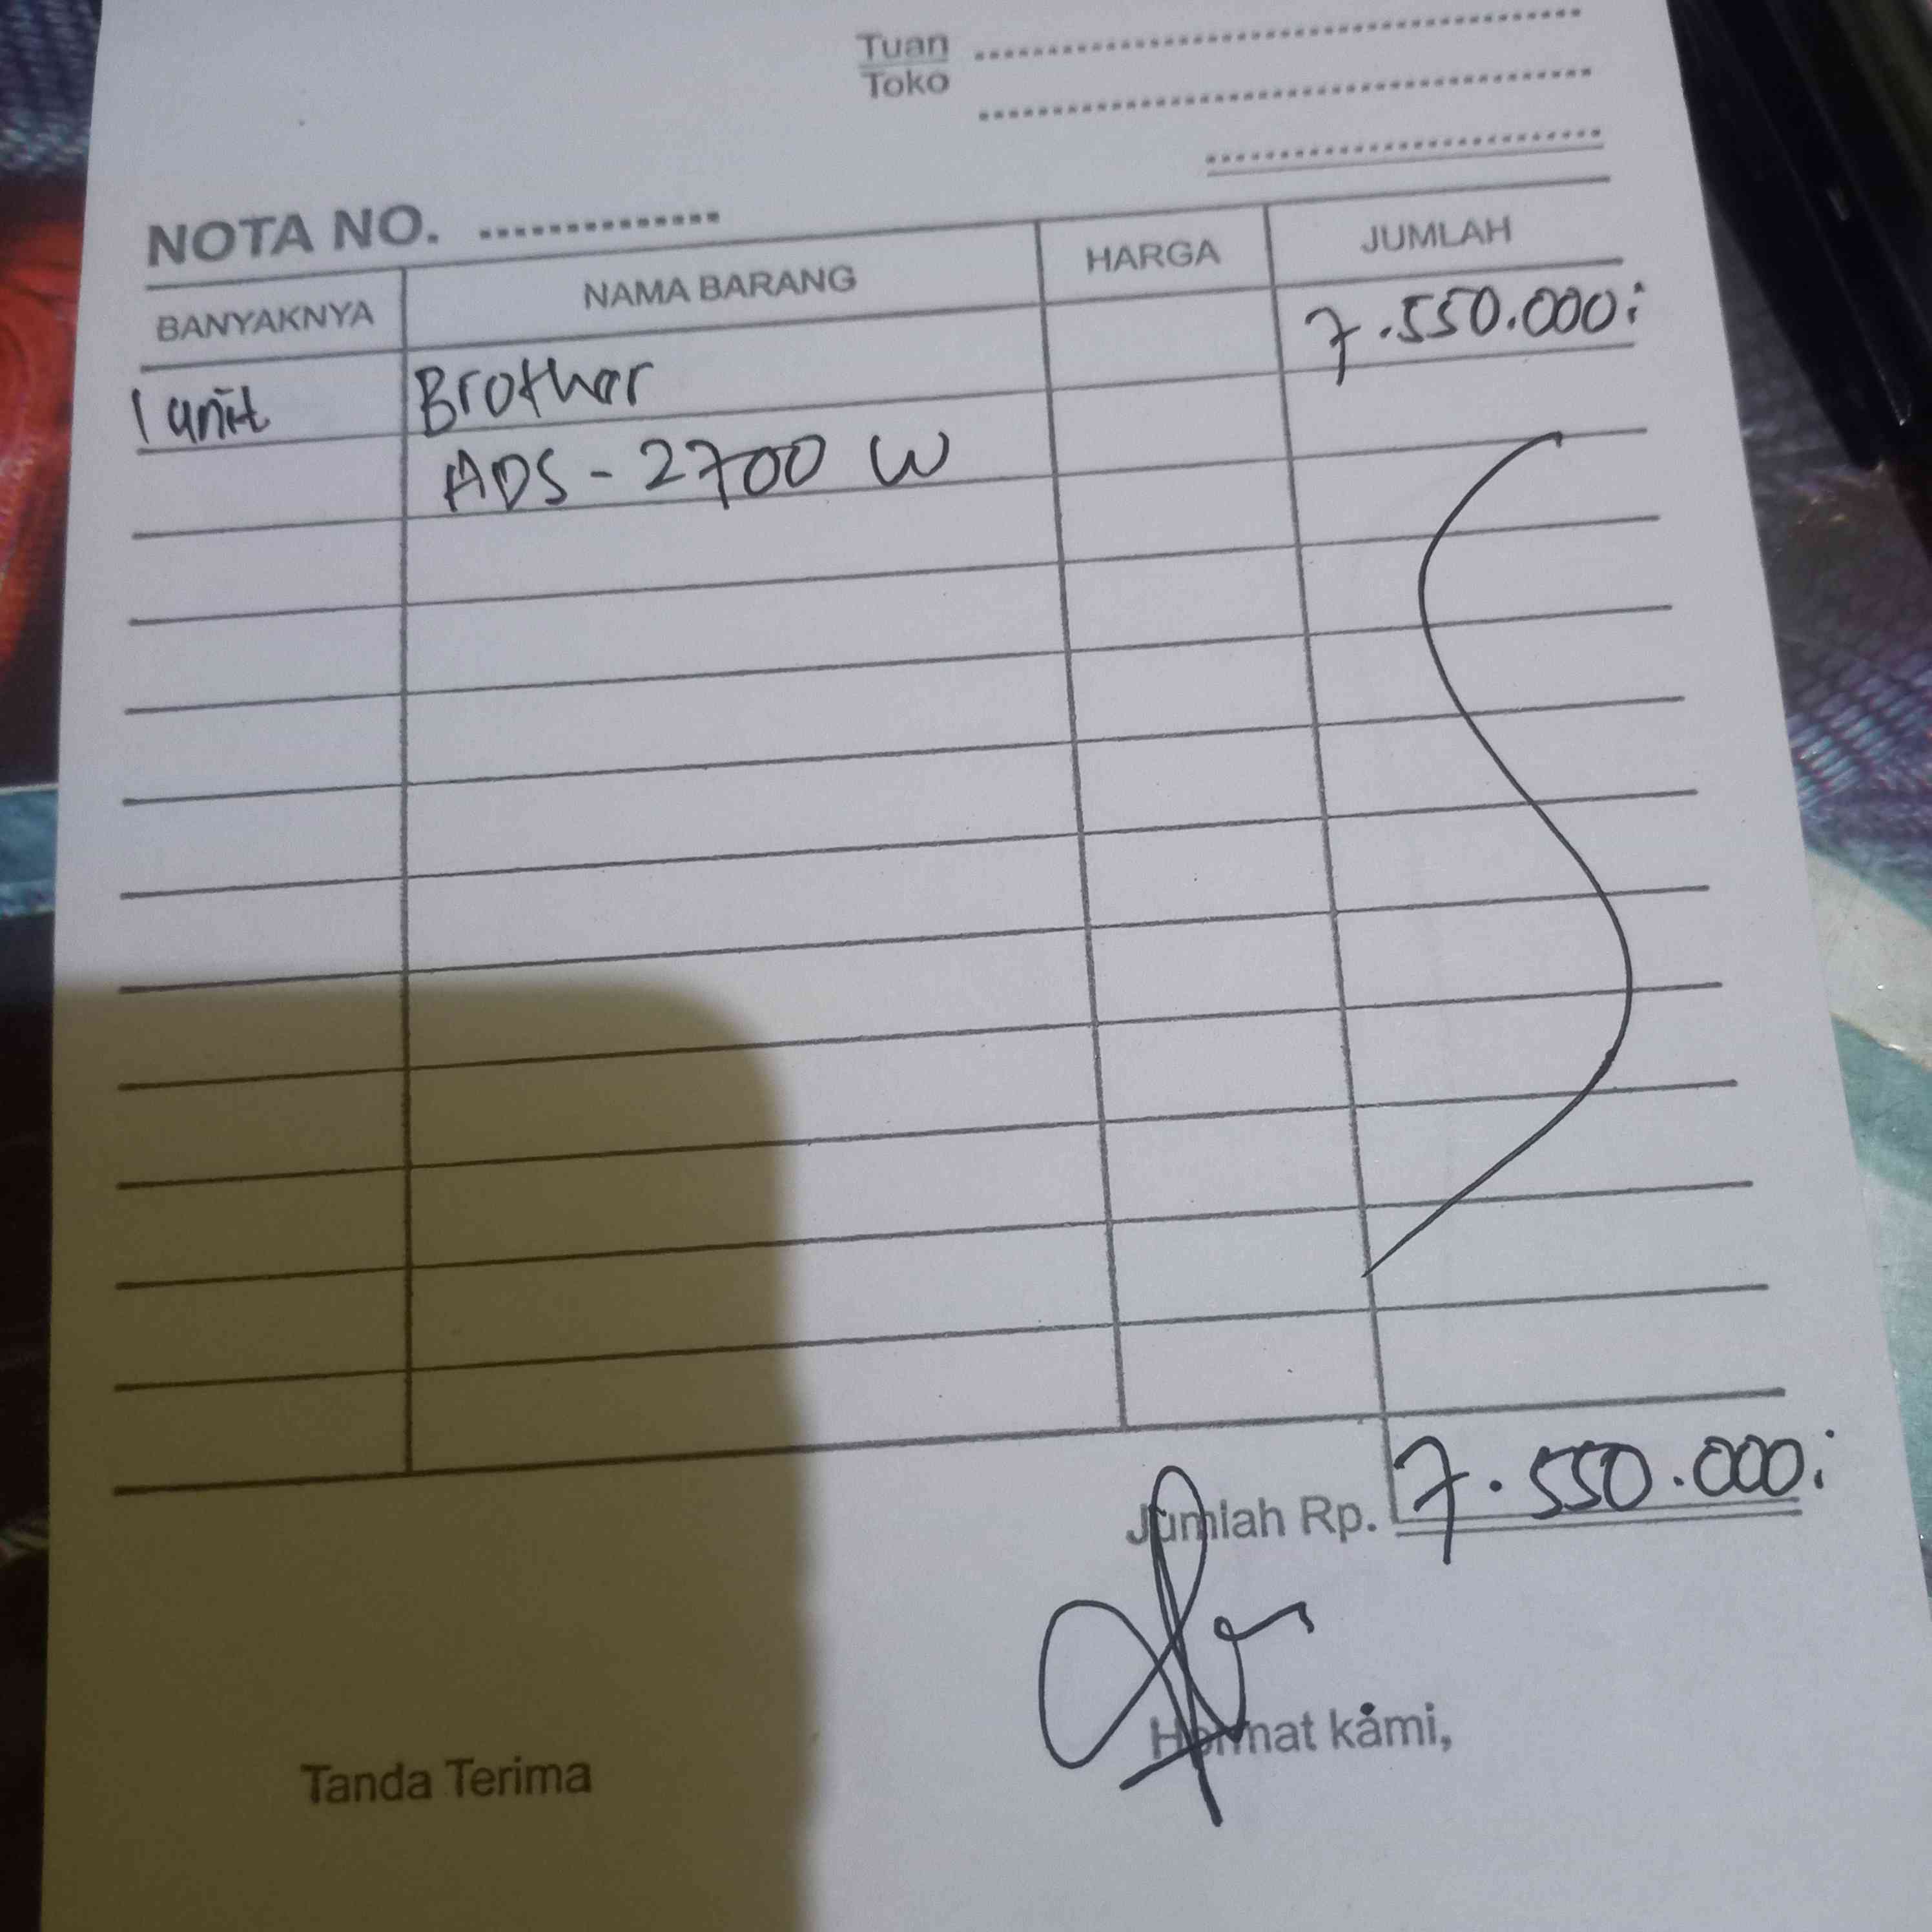 Tuan
Toko
NOTA NO. ..............
BANYAKNYA NAMA BARANG HARGA JUMLAH
1 unit Brother 7.550.000;
ADS - 2700 W
Jumlah Rp. 7.550.000;
Hormat kami,
Tanda Terima